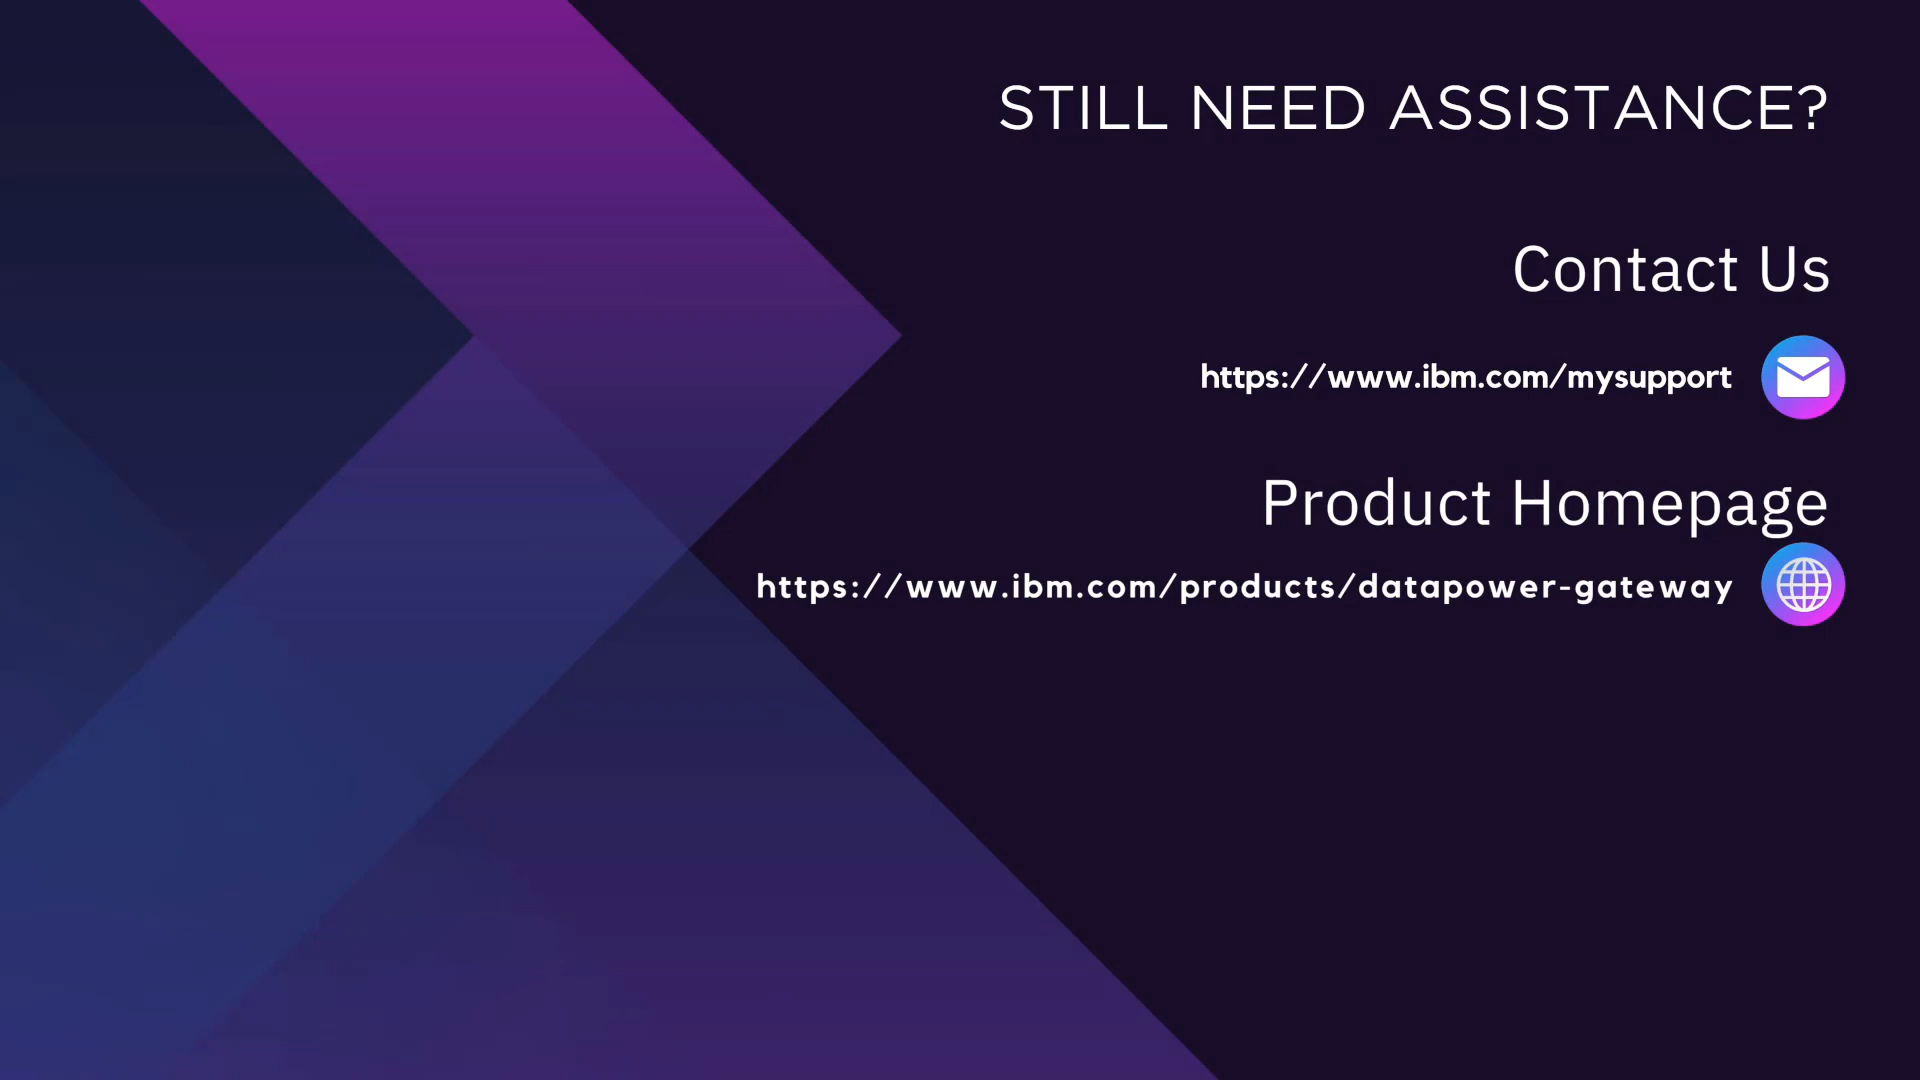 STILL NEED ASSISTANCE?
Contact Us
https://www.ibm.com/mysupport
Product Homepage
https://www.ibm.com/products/datapower-gateway